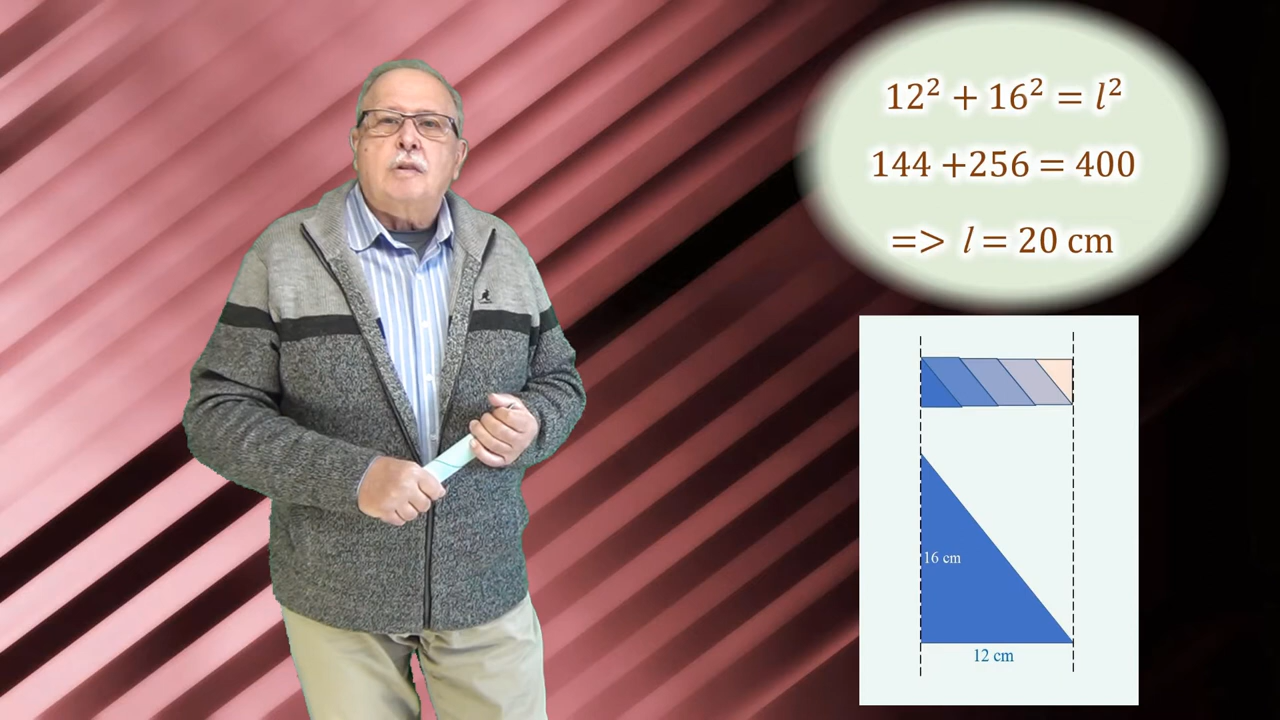 12² + 16² = l²
144 +256 = 400
=> l = 20 cm
16 cm
12 cm